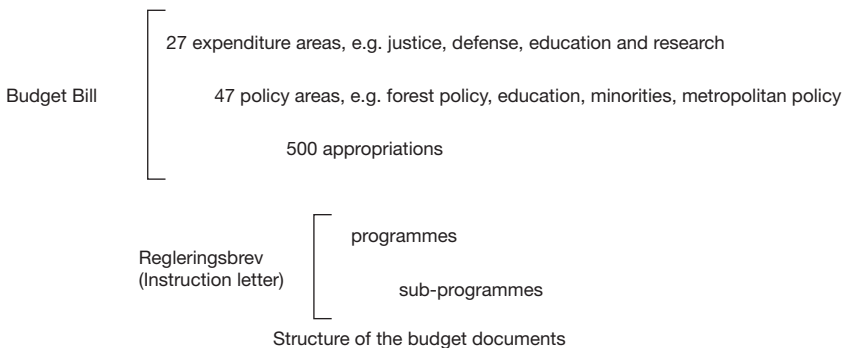 27 expenditure areas, e.g. justice, defense, education and research
Budget Bill
47 policy areas, e.g. forest policy, education, minorities, metropolitan policy
500 appropriations
programmes
Regleringsbrev
(Instruction letter)
sub-programmes
Structure of the budget documents